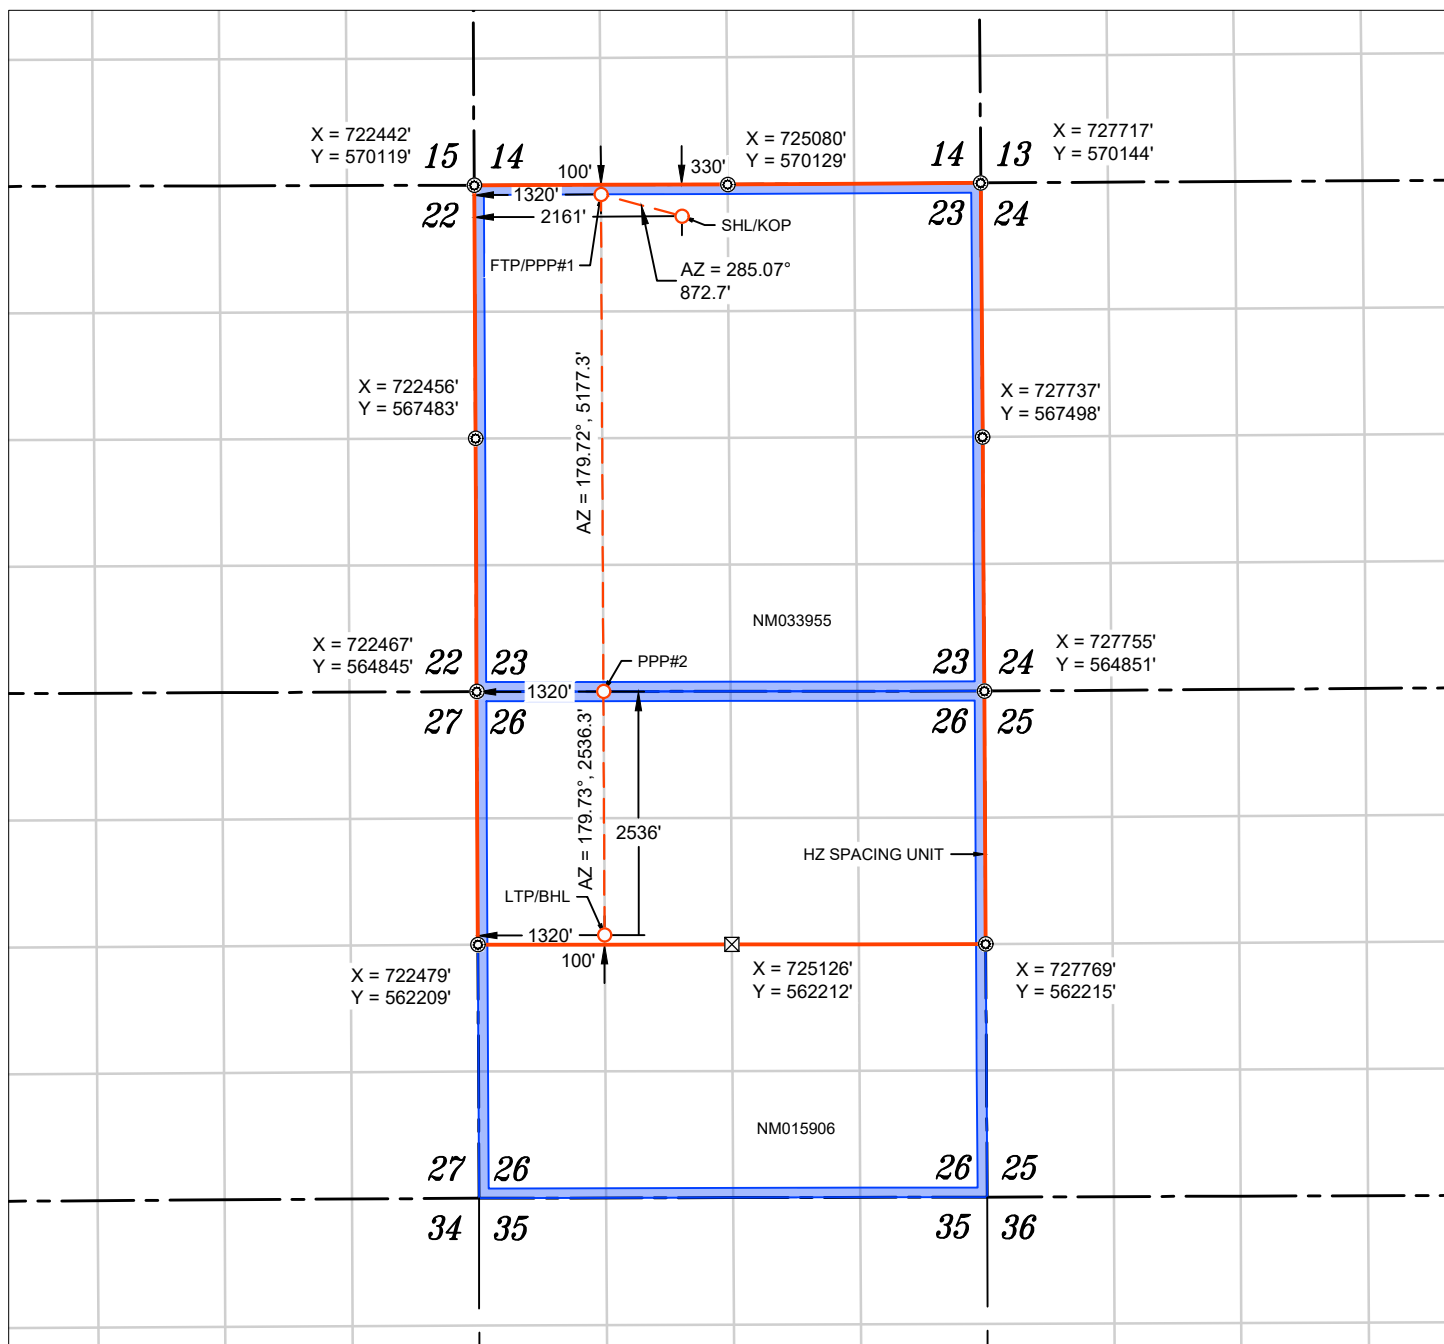 X = 722442'
Y = 570119'
15
14
100'
330'
X = 725080'
Y = 570129'
14
13
X = 727717'
Y = 570144'
22
1320'
2161'
SHL/KOP
23
24
FTP/PPP#1
AZ = 285.07°
872.7'
X = 722456'
Y = 567483'
AZ = 179.72°, 5177.3'
X = 727737'
Y = 567498'
NM033955
X = 722467'
Y = 564845'
22
23
PPP#2
23
24
X = 727755'
Y = 564851'
1320'
27
26
26
25
AZ = 179.73°, 2536.3'
2536'
HZ SPACING UNIT
LTP/BHL
1320'
100'
X = 722479'
Y = 562209'
X = 725126'
Y = 562212'
X = 727769'
Y = 562215'
NM015906
27
26
26
25
34
35
35
36